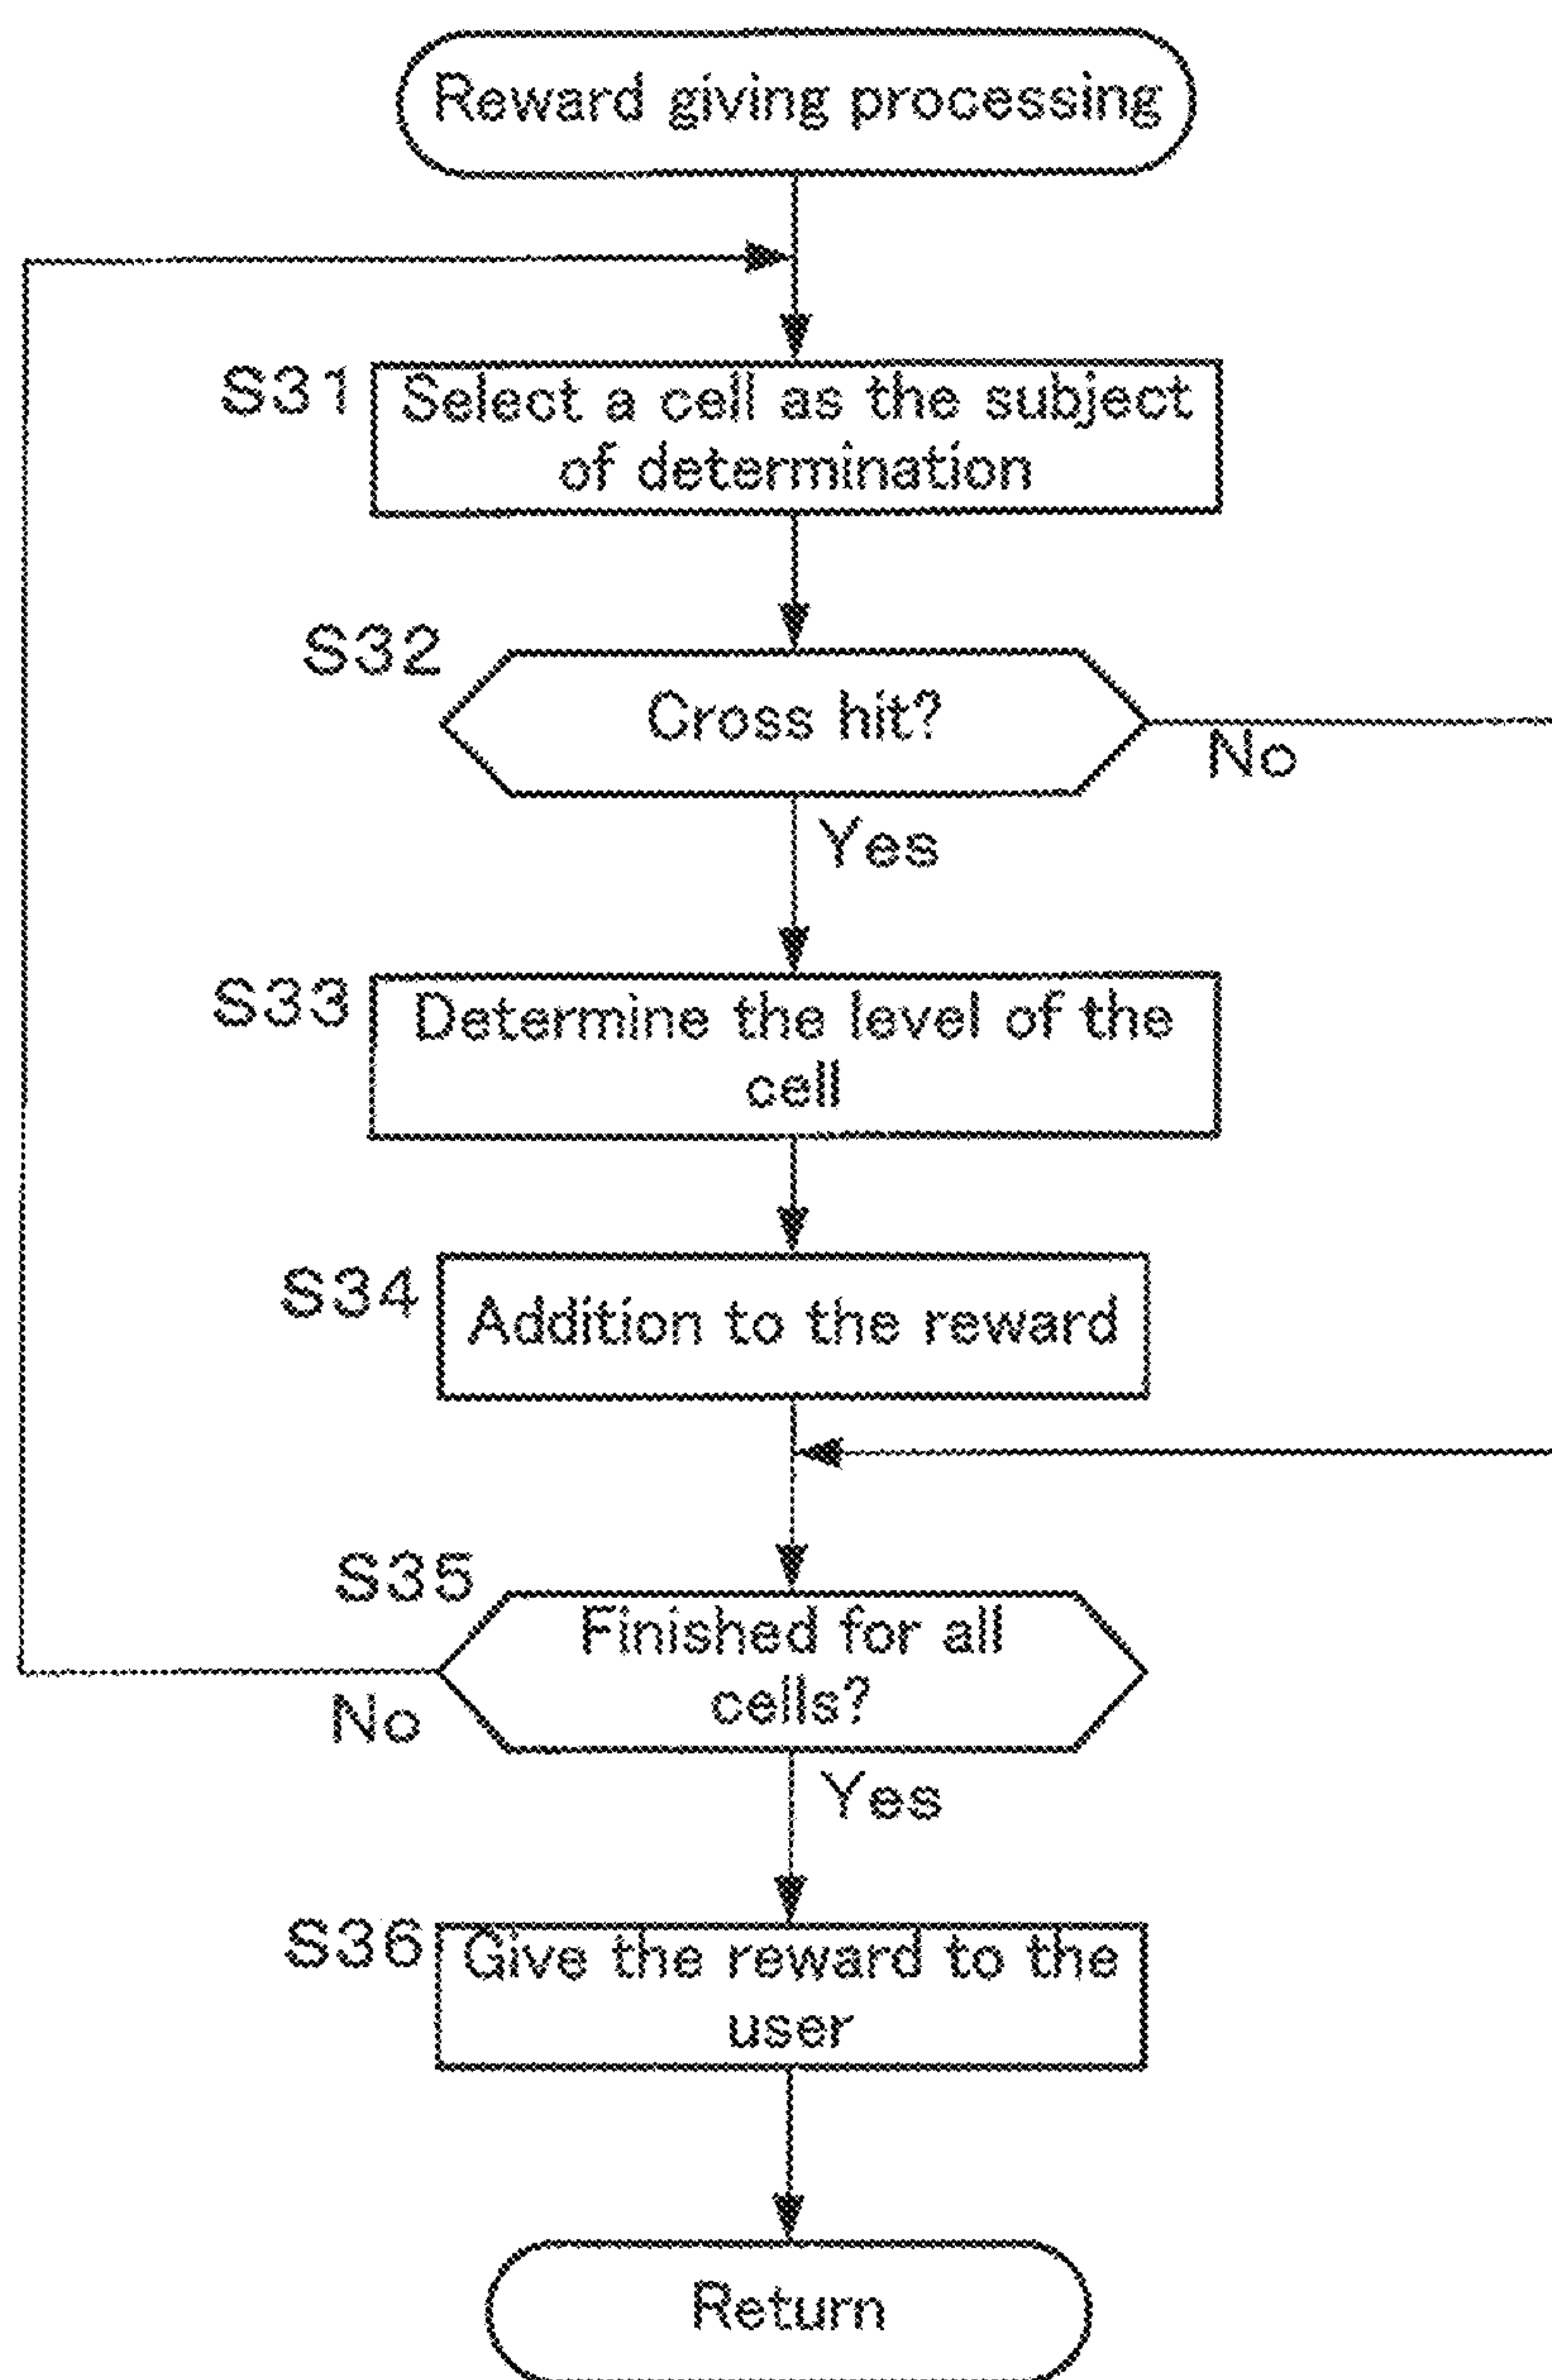 Reward giving processing
S31
Select a cell as the subject
of determination
S32
Cross hit?
No
Yes
S33
Determine the level of the
cell
S34
Addition to the reward
S35
Finished for all
cells?
No
Yes
S36
Give the reward to the
user
Return